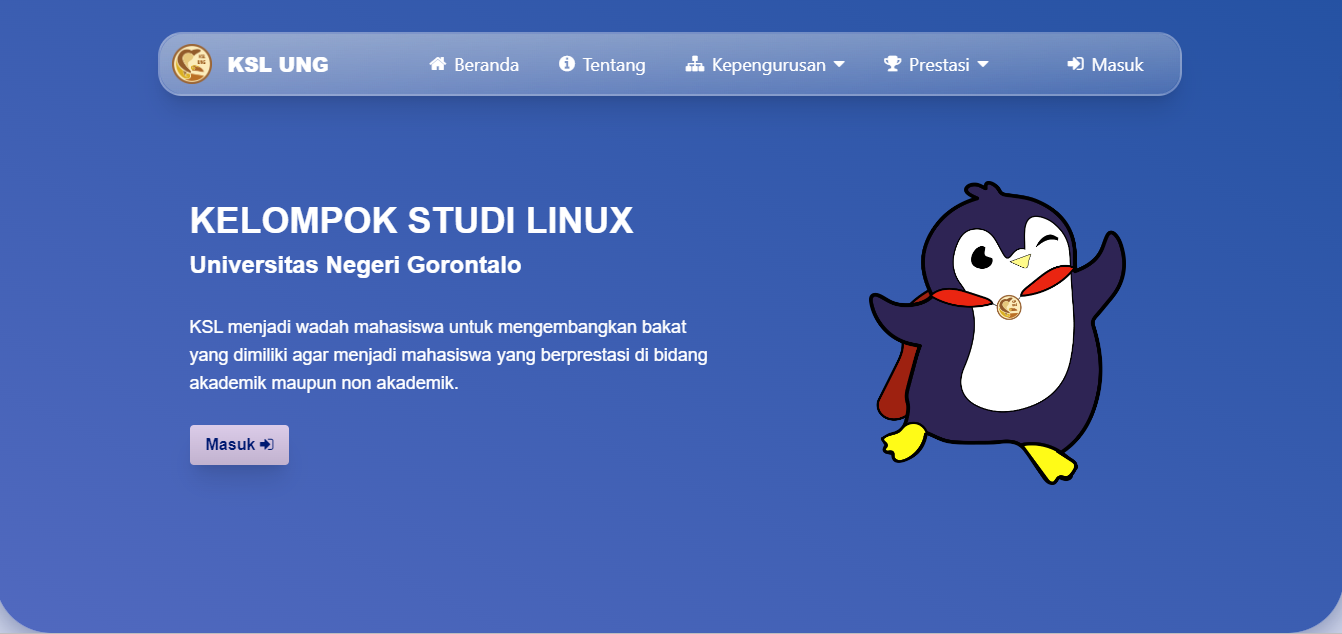 KSL UNG
Beranda
Tentang
Kepengurusan
Prestasi
Masuk
KELOMPOK STUDI LINUX
Universitas Negeri Gorontalo
KSL menjadi wadah mahasiswa untuk mengembangkan bakat
yang dimiliki agar menjadi mahasiswa yang berprestasi di bidang
akademik maupun non akademik.
Masuk